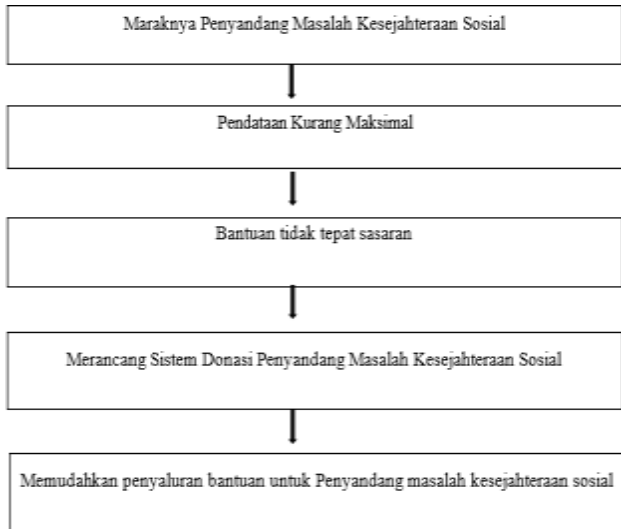 Maraknya Penyandang Masalah Kesejahteraan Sosial
Pendataan Kurang Maksimal
Bantuan tidak tepat sasaran
Merancang Sistem Donasi Penyandang Masalah Kesejahteraan Sosial
Memudahkan penyaluran bantuan untuk Penyandang masalah kesejahteraan sosial